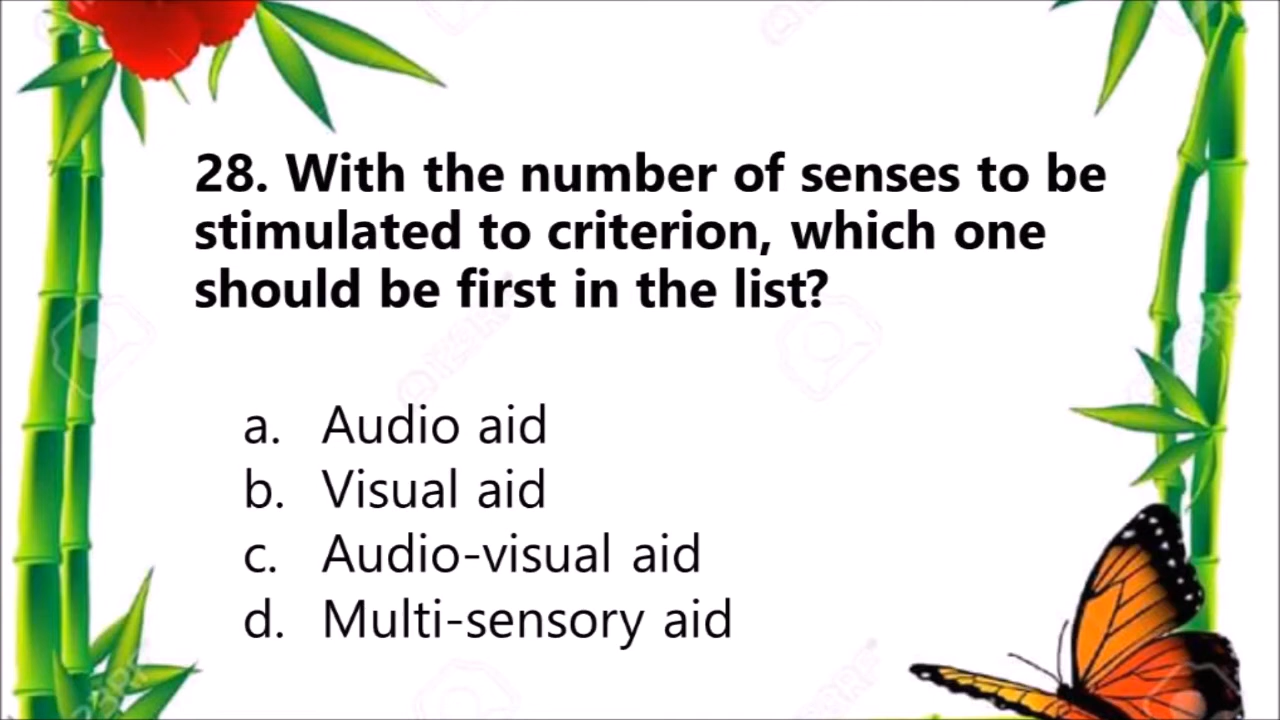 28. With the number of senses to be
stimulated to criterion, which one
should be first in the list?
a. Audio aid
b. Visual aid
c. Audio-visual aid
d. Multi-sensory aid